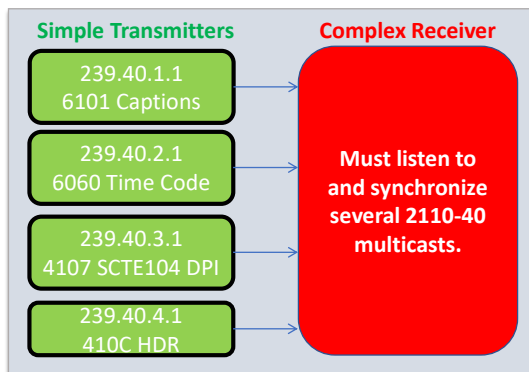 Simple Transmitters
Complex Receiver
239.40.1.1
6101 Captions
239.40.2.1
6060 Time Code
239.40.3.1
4107 SCTE104 DPI
239.40.4.1
410C HDR
Must listen to
and synchronize
several 2110-40
multicasts.